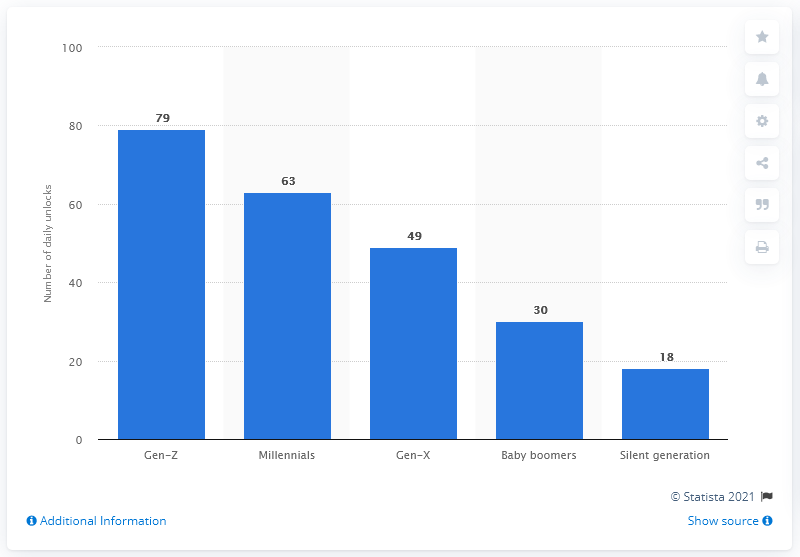 100
80
60
40
20
0
Number of daily unlocks
79
63
49
30
18
Gen-Z
Millennials
Gen-X
Baby boomers
Silent generation
© Statista 2021
Additional Information
Show source